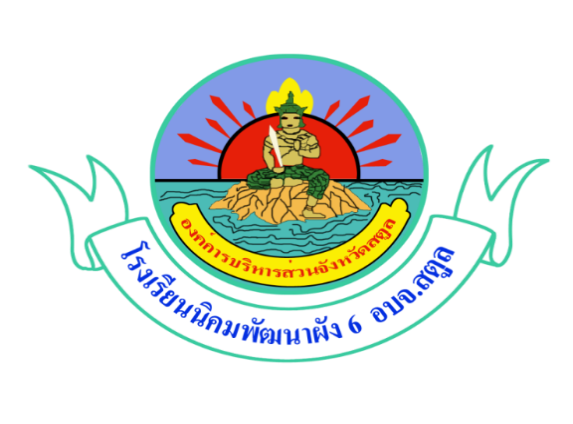 องค์การบริหารส่วนจังหวัดสตูล
โรงเรียนนิคมพัฒนาผัง 6 อบจ.สตูล